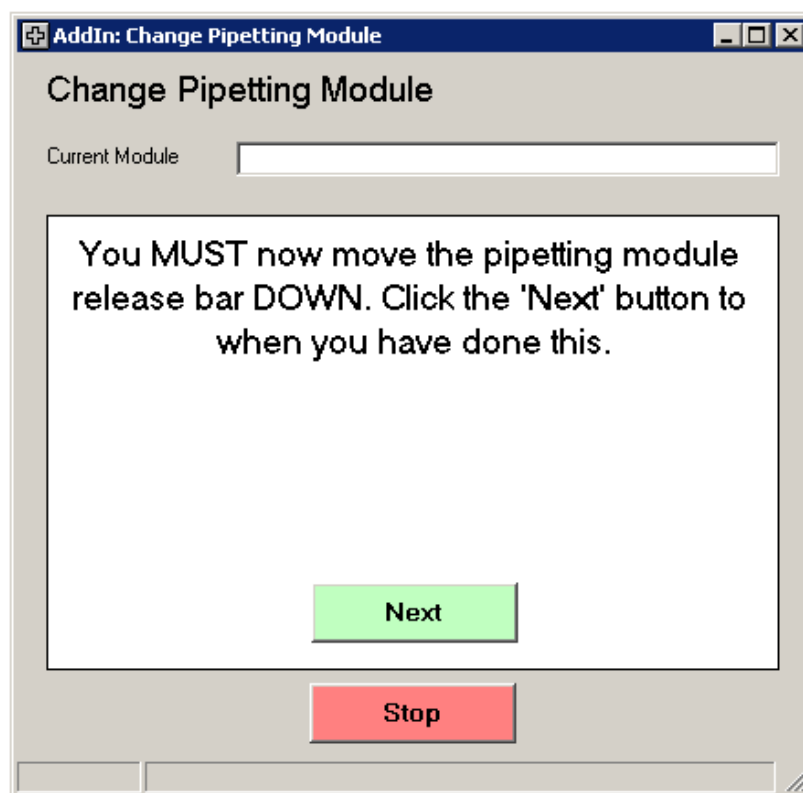 AddIn: Change Pipetting Module
Change Pipetting Module
Current Module
You MUST now move the pipetting module
release bar DOWN. Click the 'Next' button to
when you have done this.
Next
Stop